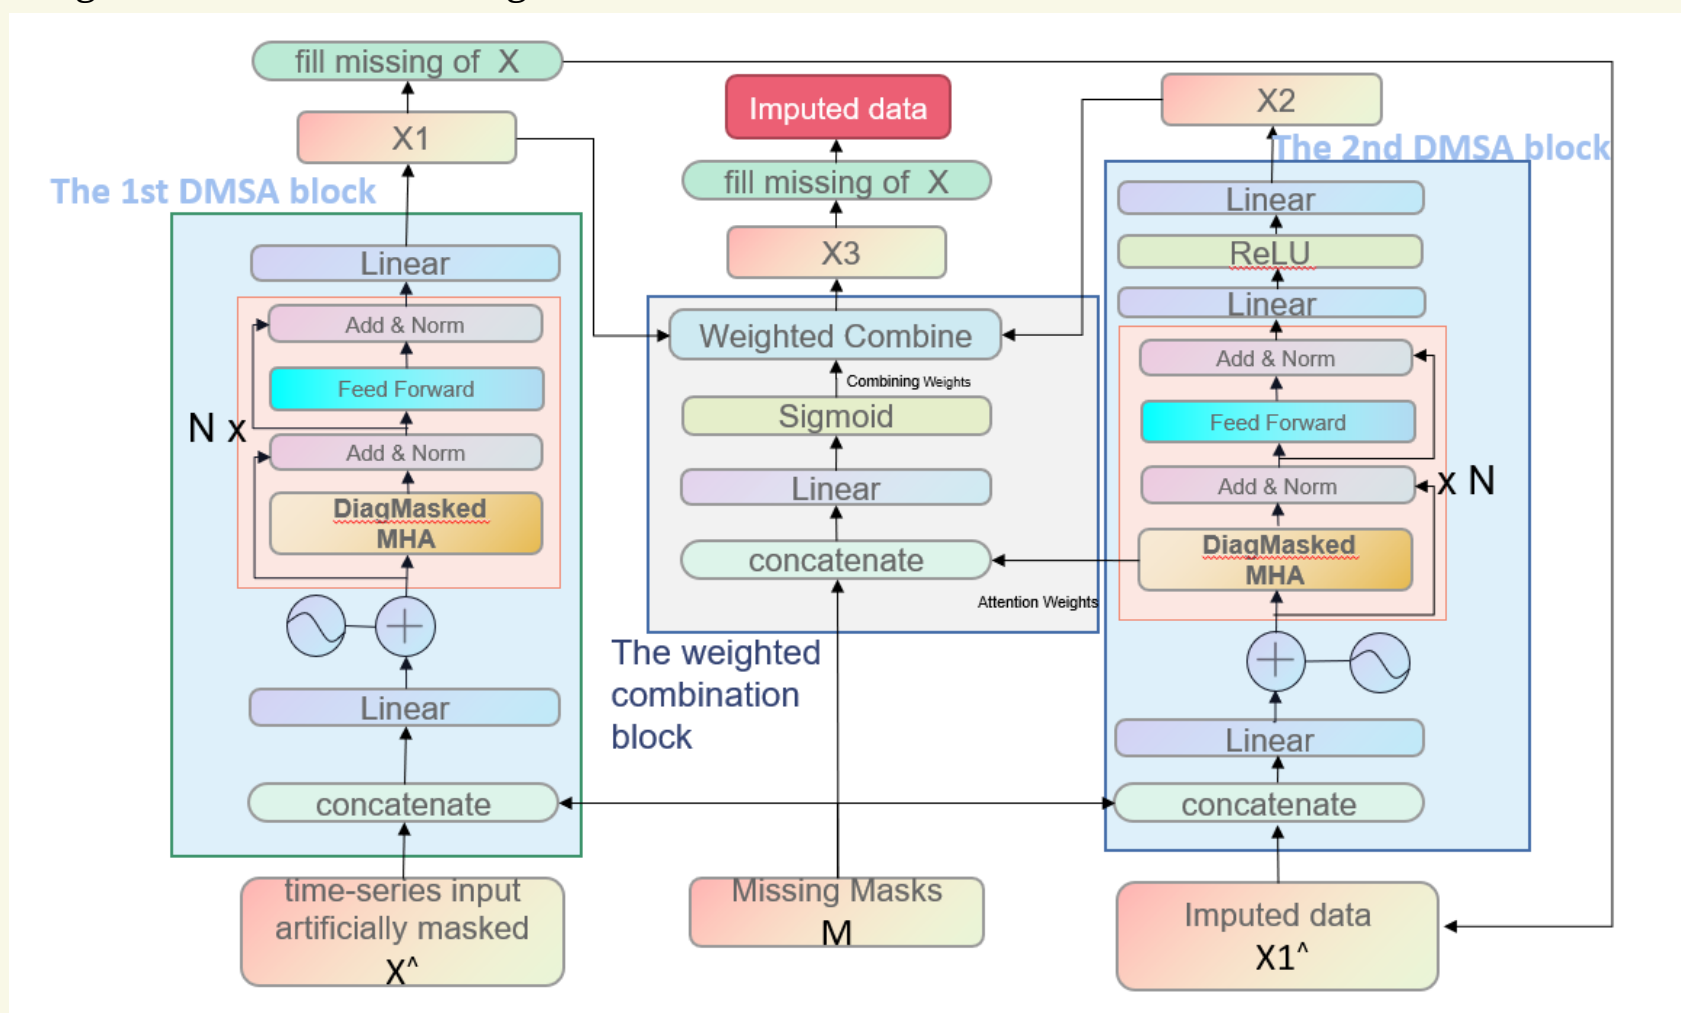 fill missing of X
X1
The 1st DMSA block
Linear
Add & Norm
Feed Forward
N x
Add & Norm
DiagMasked
MHA
Linear
concatenate
time-series input
artificially masked
X^
Imputed data
fill missing of X
X3
Weighted Combine
Combining Weights
Sigmoid
Linear
concatenate
Attention Weights
The weighted
combination
block
Missing Masks
M
X2
The 2nd DMSA block
Linear
ReLU
Linear
Add & Norm
Feed Forward
Add & Norm
x N
DiagMasked
MHA
Linear
concatenate
Imputed data
X1^